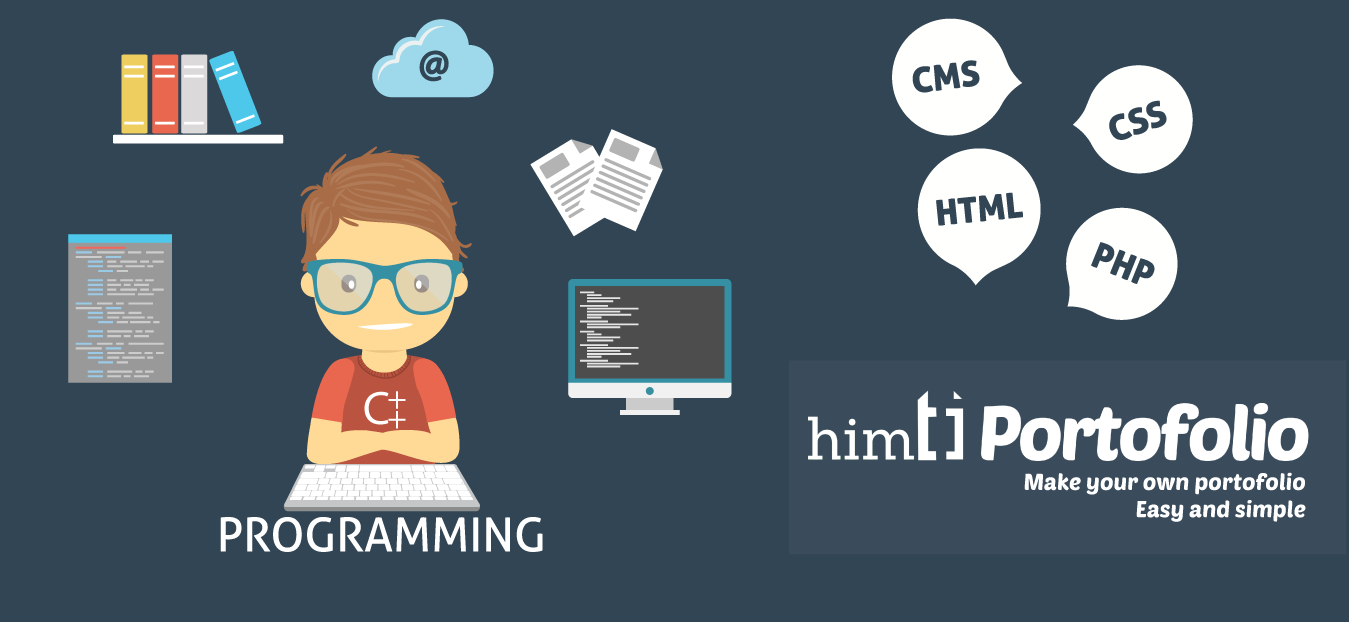 @
C++
PROGRAMMING
CMS
CSS
HTML
PHP
himti Portofolio
Make your own portofolio
Easy and simple